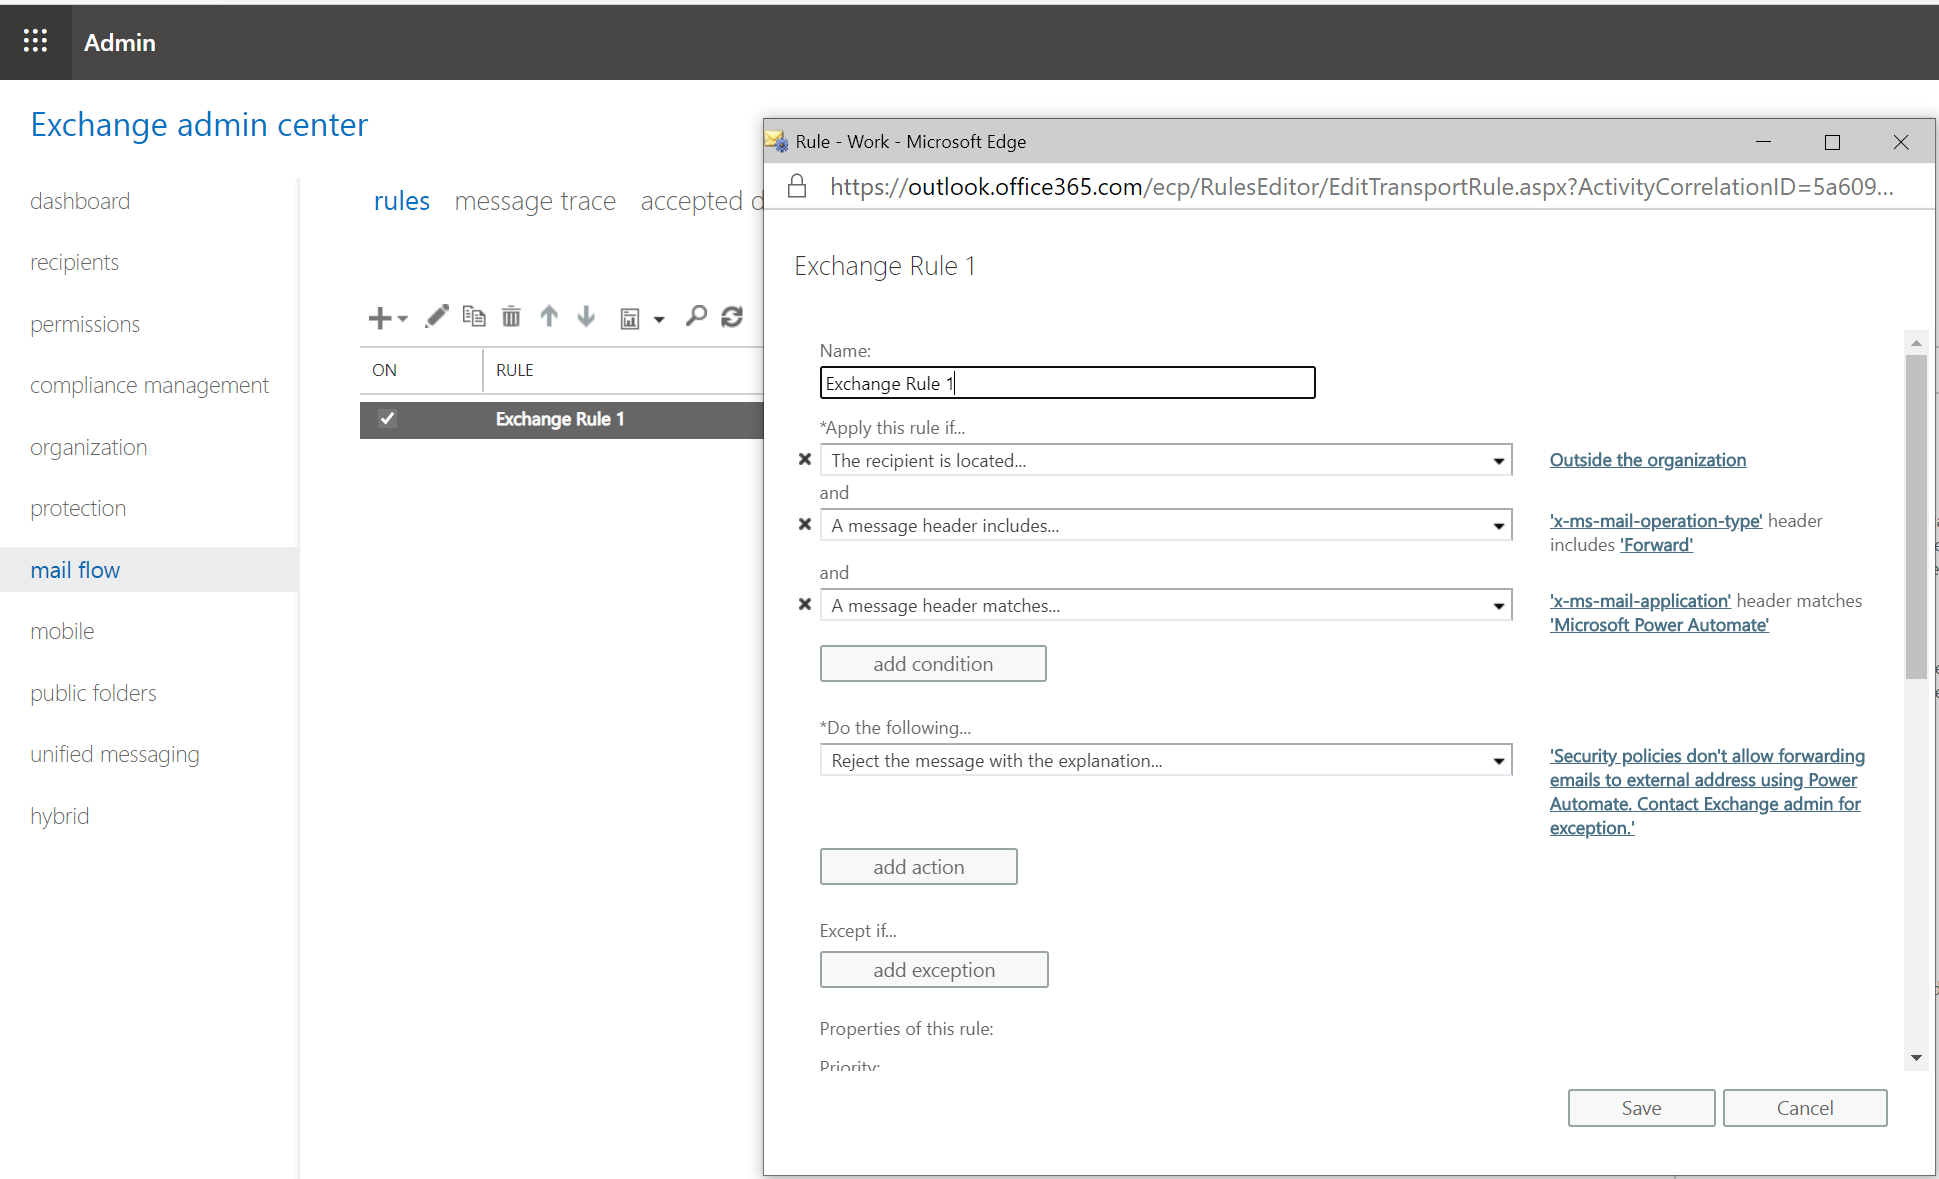 Admin
Exchange admin center
dashboard
recipients
permissions
compliance management
organization
protection
mail flow
mobile
public folders
unified messaging
hybrid
rules message trace accepted d
ON RULE
Exchange Rule 1
Rule - Work - Microsoft Edge
https://outlook.office365.com/ecp/RulesEditor/EditTransportRule.aspx?ActivityCorrelationID=5a609...
Exchange Rule 1
Name:
Exchange Rule 1
*Apply this rule if...
The recipient is located...
Outside the organization
and
A message header includes...
'x-ms-mail-operation-type' header
includes 'Forward'
and
A message header matches...
'x-ms-mail-application' header matches
'Microsoft Power Automate'
add condition
*Do the following...
Reject the message with the explanation...
'Security policies don't allow forwarding
emails to external address using Power
Automate. Contact Exchange admin for
exception.'
add action
Except if...
add exception
Properties of this rule:
Priority:
Save Cancel